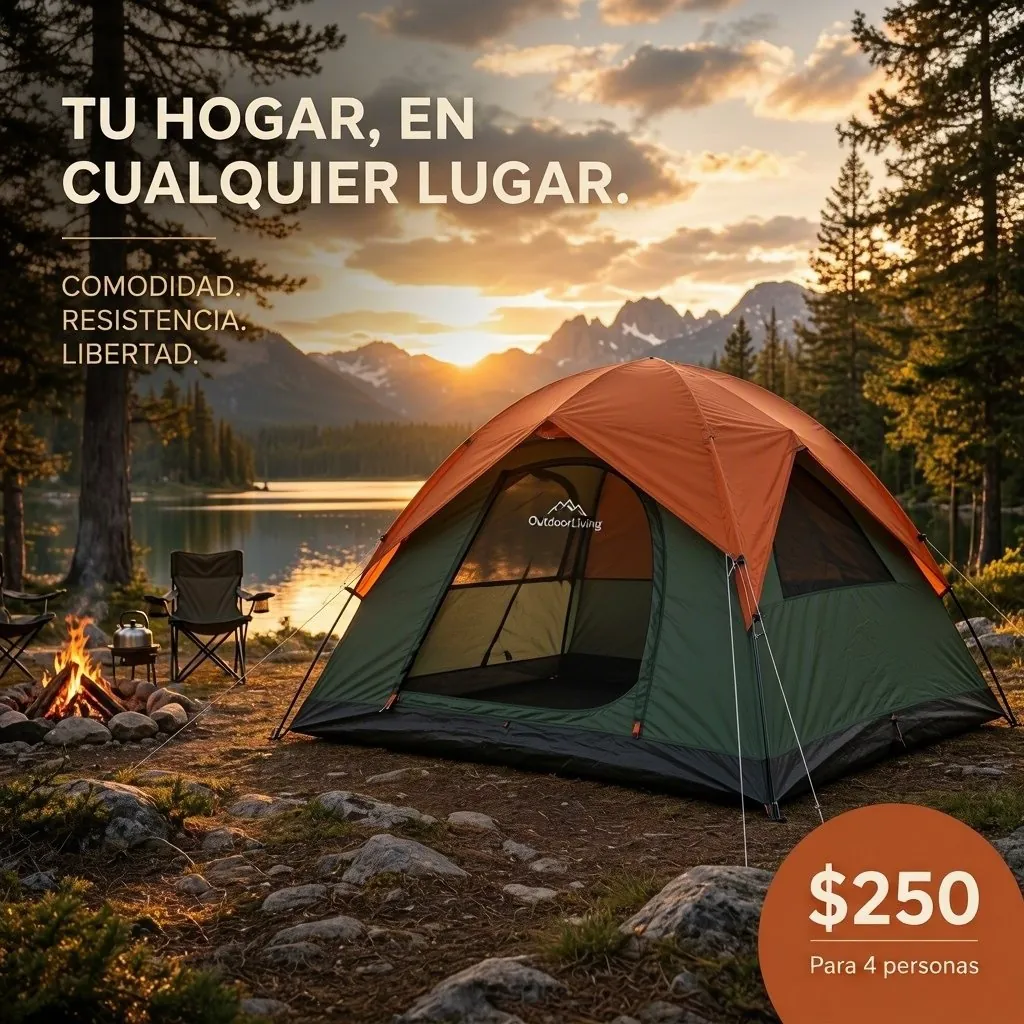 TU HOGAR, EN
CUALQUIER LUGAR.
COMODIDAD.
RESISTENCIA.
LIBERTAD.
OutdoorLiving
$250
Para 4 personas